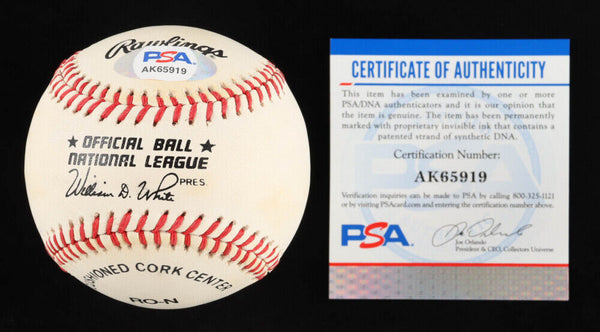 Rawlings
PSA
AK65919
★ OFFICIAL BALL ★
NATIONAL LEAGUE
William D. White PRES.
CUSHIONED CORK CENTER
RO-N
CERTIFICATE OF AUTHENTICITY
This item has been examined by one or more
PSA/DNA authenticators and it is our opinion that
the item is genuine. The item has been permanently
marked with proprietary invisible ink that contains a
patented strand of synthetic DNA.
Certification Number:
AK65919
Verification inquiries can be made to PSA by calling 800-325-1121
or by visiting PSAcard.com and entering the certification number above.
PSA
Joe Orlando
President & CEO, Collectors Universe